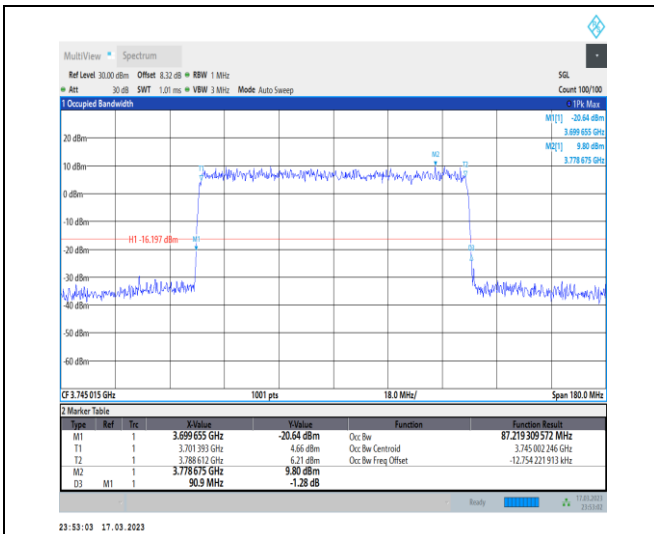 MultiView Spectrum
Ref Level 30.00 dBm Offset 8.32 dB RBW 1 MHz SGL
Att 30 dB SWT 1.01 ms VBW 3 MHz Mode Auto Sweep Count 100/100
1 Occupied Bandwidth 1Pk Max
M1[1] -20.64 dBm
3.699 655 GHz
M2[1] 9.80 dBm
3.778 675 GHz
20 dBm
M2
10 dBm
T1
0 dBm
-10 dBm
H1 -16.197 dBm
M1
-20 dBm
-30 dBm
-40 dBm
-50 dBm
-60 dBm
CF 3.745 015 GHz 1001 pts 18.0 MHz/ Span 180.0 MHz
2 Marker Table
Type Ref Trc X-Value Y-Value Function Function Result
M1 1 3.699 655 GHz -20.64 dBm Occ Bw 87.219 309 572 MHz
T1 1 3.701 393 GHz 4.66 dBm Occ Bw Centroid 3.745 002 246 GHz
T2 1 3.788 612 GHz 6.21 dBm Occ Bw Freq Offset -12.754 221 913 kHz
M2 1 3.778 675 GHz 9.80 dBm
D3 M1 1 90.9 MHz -1.28 dB
Ready 17.03.2023
23:53:02
23:53:03 17.03.2023